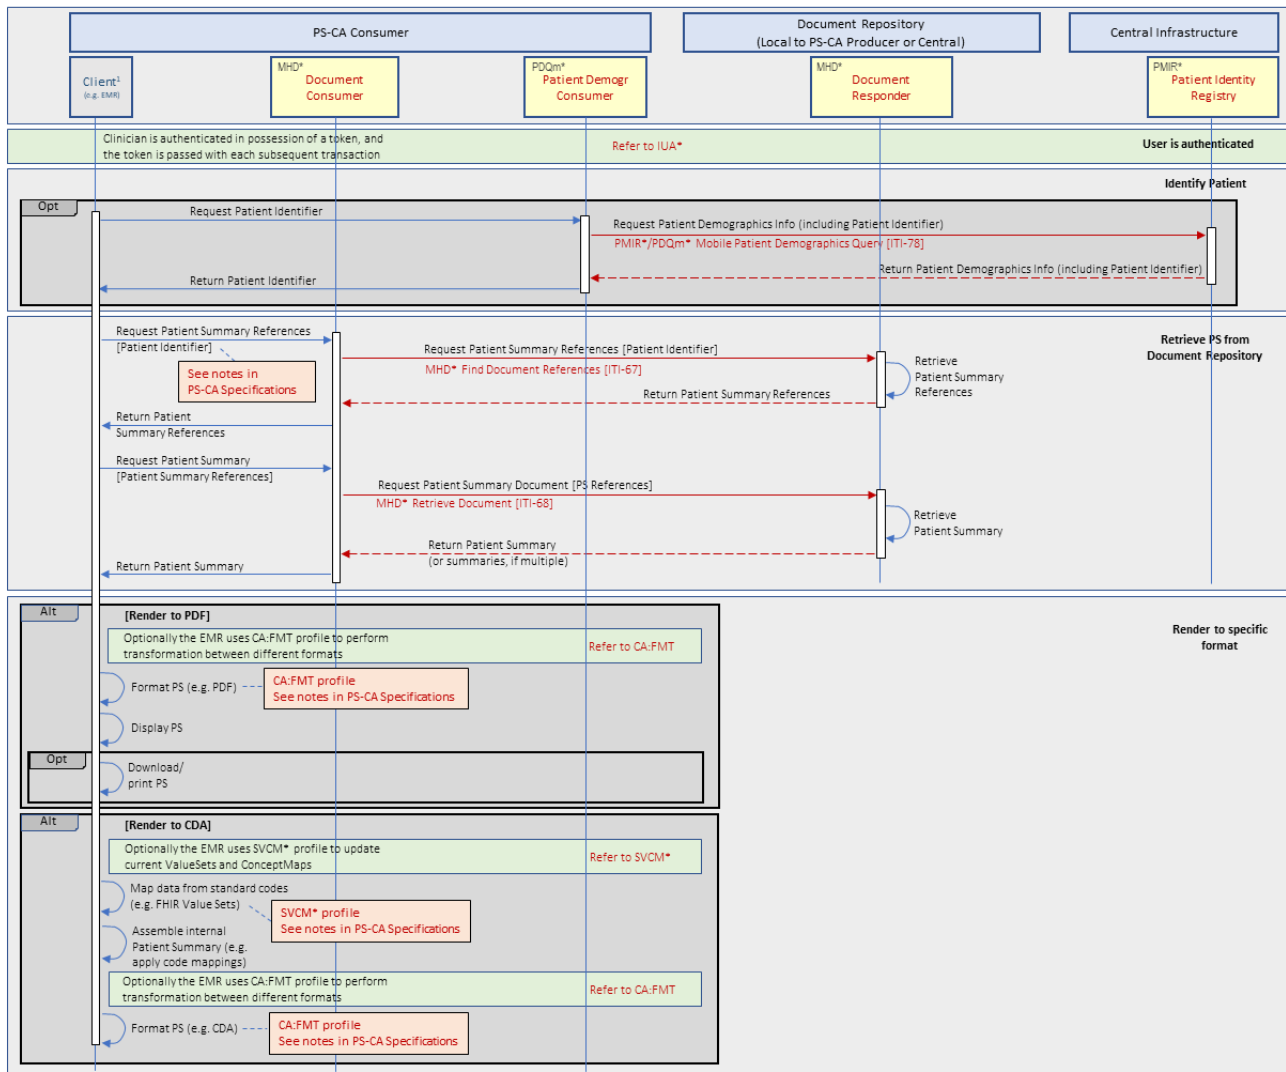 PS-CA Consumer
Document Repository
(Local to PS-CA Producer or Central)
Central Infrastructure
Client1
(e.g. EMR)
MHD*
Document
Consumer
PDQm*
Patient Demogr
Consumer
MHD*
Document
Responder
PMIR*
Patient Identity
Registry
Clinician is authenticated in possession of a token, and
the token is passed with each subsequent transaction
Refer to IUA*
User is authenticated
Identify Patient
Opt
Request Patient Identifier
Request Patient Demographics Info (including Patient Identifier)
PMIR*/PDQm* Mobile Patient Demographics Query [ITI-78]
Return Patient Demographics Info (including Patient Identifier)
Return Patient Identifier
Request Patient Summary References
[Patient Identifier]
See notes in
PS-CA Specifications
Request Patient Summary References [Patient Identifier]
MHD* Find Document References [ITI-67]
Retrieve
Patient Summary
References
Retrieve PS from
Document Repository
Return Patient Summary References
Return Patient
Summary References
Request Patient Summary
[Patient Summary References]
Request Patient Summary Document [PS References]
MHD* Retrieve Document [ITI-68]
Retrieve
Patient Summary
Return Patient Summary
(or summaries, if multiple)
Return Patient Summary
Alt
[Render to PDF]
Render to specific
format
Optionally the EMR uses CA:FMT profile to perform
transformation between different formats
Refer to CA:FMT
Format PS (e.g. PDF)
CA:FMT profile
See notes in PS-CA Specifications
Display PS
Opt
Download/
print PS
Alt
[Render to CDA]
Optionally the EMR uses SVCM* profile to update
current ValueSets and ConceptMaps
Refer to SVCM*
Map data from standard codes
(e.g. FHIR Value Sets)
SVCM* profile
See notes in PS-CA Specifications
Assemble internal
Patient Summary (e.g.
apply code mappings)
Optionally the EMR uses CA:FMT profile to perform
transformation between different formats
Refer to CA:FMT
Format PS (e.g. CDA)
CA:FMT profile
See notes in PS-CA Specifications